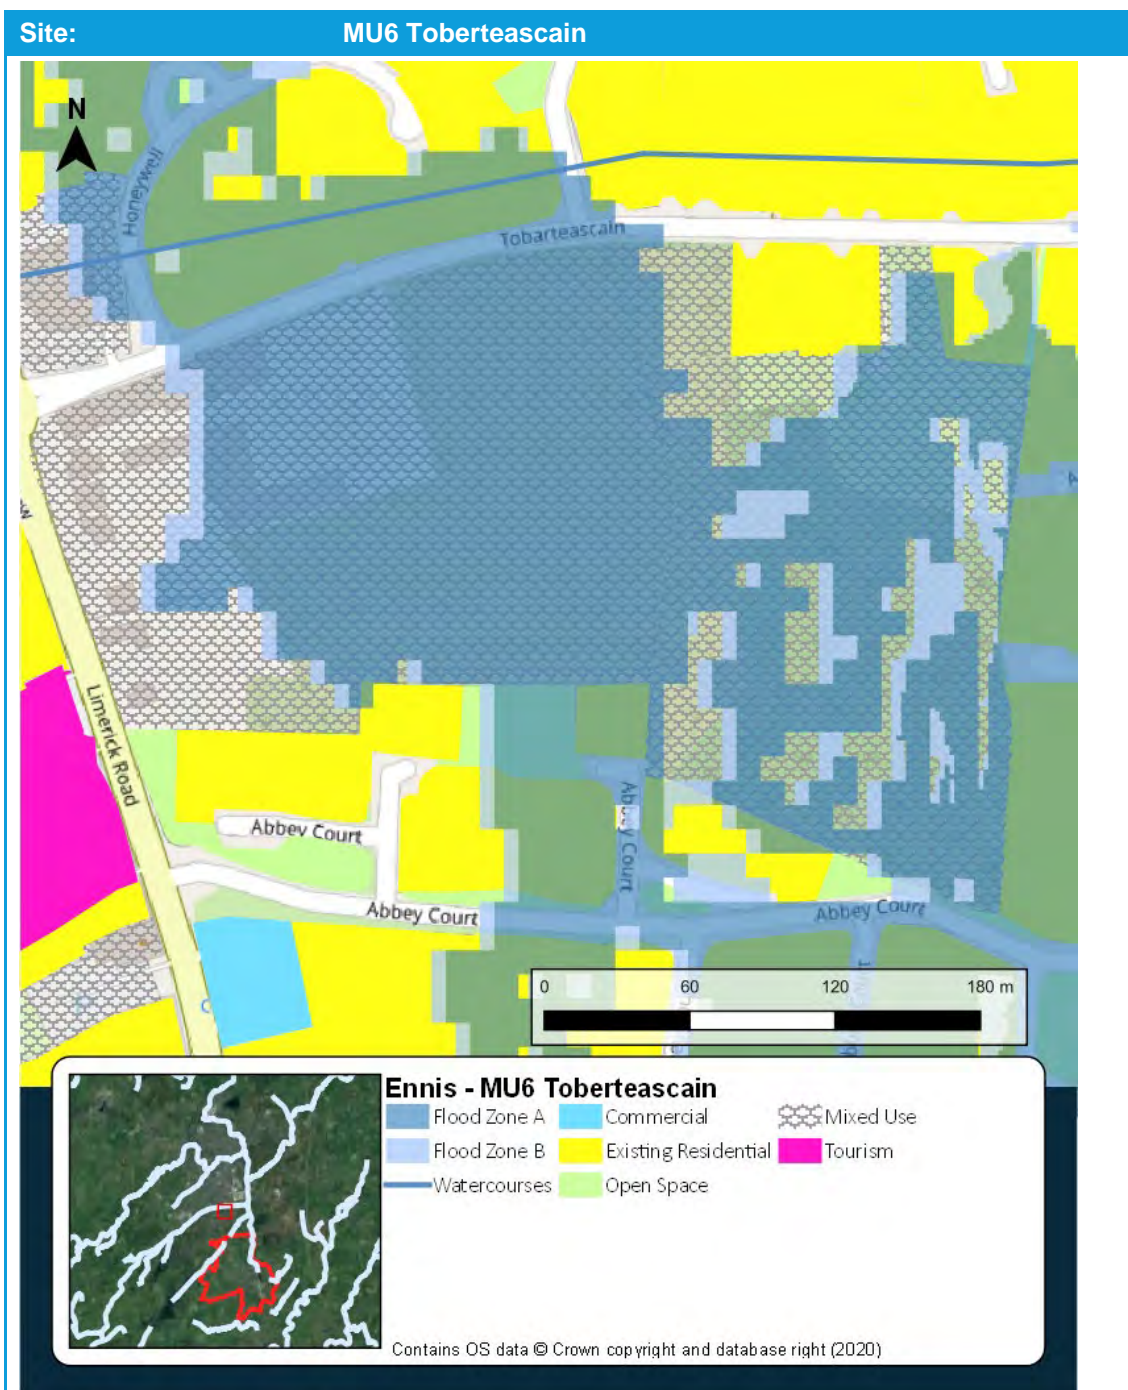 Site: MU6 Toberteascain
N
Honeywell
Tobarteascain
Limerick Road
Abbey Court
Abbey Court
Abbey Court
Abbey Court
0 60 120 180 m
Ennis - MU6 Toberteascain
Flood Zone A Commercial Mixed Use
Flood Zone B Existing Residential Tourism
Watercourses Open Space
Contains OS data © Crown copyright and database right (2020)